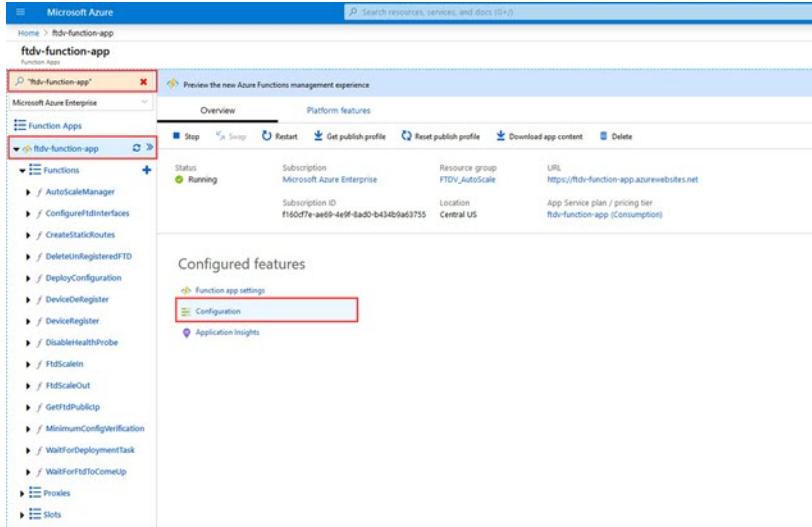 Microsoft Azure
Search resources, services, and docs (G+/)
Home > ftdv-function-app
ftdv-function-app
Function Apps
"ftdv-function-app"
Microsoft Azure Enterprise
Function Apps
ftdv-function-app
Functions
AutoScaleManager
ConfigureFtdInterfaces
CreateStaticRoutes
DeleteUnRegisteredFTD
DeployConfiguration
DeviceDeRegister
DeviceRegister
DisableHealthProbe
FtdScaleIn
FtdScaleOut
GetFtdPublicIp
MinimumConfigVerification
WaitForDeploymentTask
WaitForFtdToComeUp
Proxies
Slots
Preview the new Azure Functions management experience
Overview Platform features
Stop Swap Restart Get publish profile Reset publish profile Download app content Delete
Status Subscription Resource group URL
Running Microsoft Azure Enterprise FTDV_AutoScale https://ftdv-function-app.azurewebsites.net
Subscription ID Location App Service plan / pricing tier
f160cf7e-ae69-4e9f-8ad0-b434b9a63755 Central US ftdv-function-app (Consumption)
Configured features
Function app settings
Configuration
Application Insights